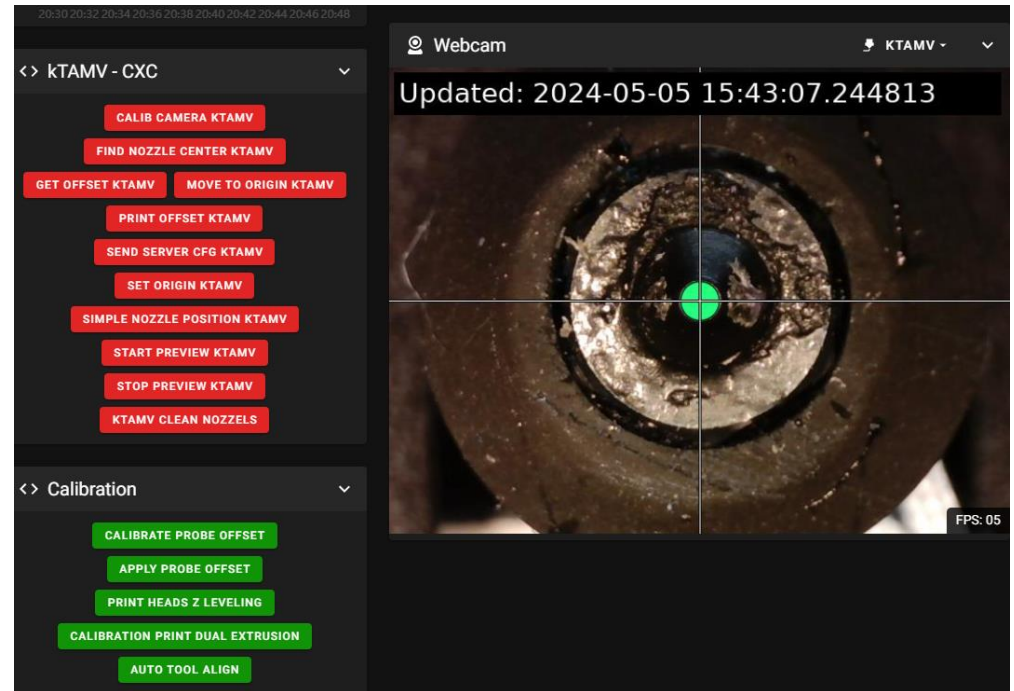 20:30 20:32 20:34 20:36 20:38 20:40 20:42 20:44 20:46 20:48
<> kTAMV - CXC
CALIB CAMERA KTAMV
FIND NOZZLE CENTER KTAMV
GET OFFSET KTAMV MOVE TO ORIGIN KTAMV
PRINT OFFSET KTAMV
SEND SERVER CFG KTAMV
SET ORIGIN KTAMV
SIMPLE NOZZLE POSITION KTAMV
START PREVIEW KTAMV
STOP PREVIEW KTAMV
KTAMV CLEAN NOZZELS
<> Calibration
CALIBRATE PROBE OFFSET
APPLY PROBE OFFSET
PRINT HEADS Z LEVELING
CALIBRATION PRINT DUAL EXTRUSION
AUTO TOOL ALIGN
Webcam KTAMV
Updated: 2024-05-05 15:43:07.244813
FPS: 05